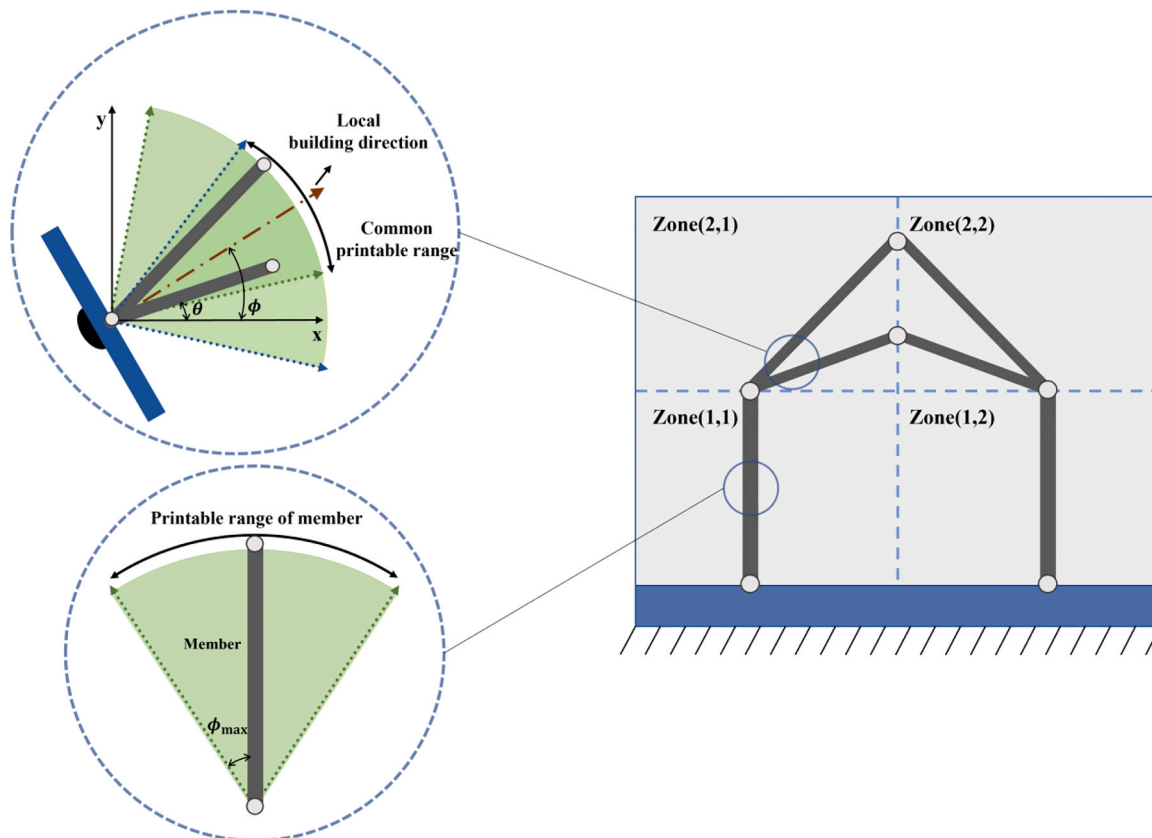 y
Local
building direction
Common
printable range
θ
ϕ
x
Printable range of member
Member
ϕmax
Zone(2,1)
Zone(2,2)
Zone(1,1)
Zone(1,2)